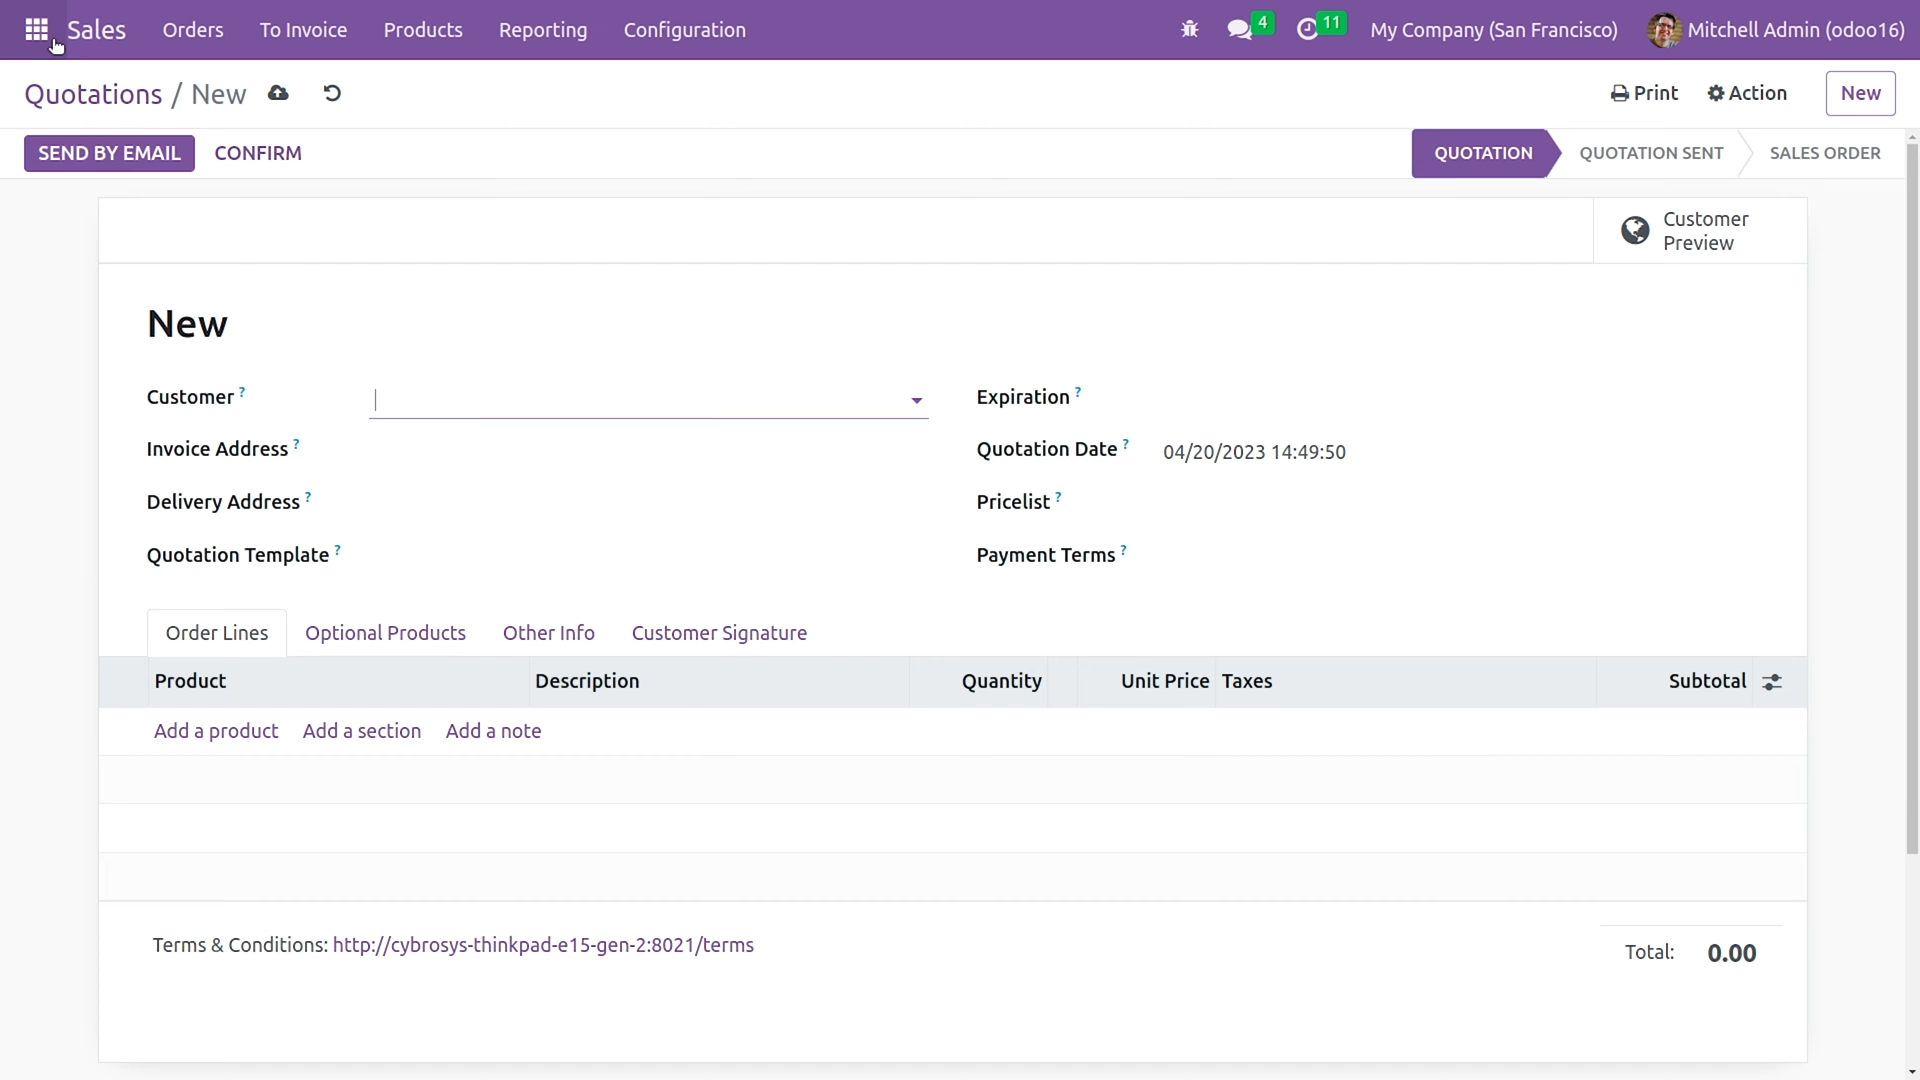 Sales Orders To Invoice Products Reporting Configuration 4 11 My Company (San Francisco) Mitchell Admin (odoo16)
Quotations / New Print Action New
SEND BY EMAIL CONFIRM QUOTATION QUOTATION SENT SALES ORDER
Customer
Preview
New
Customer ? Expiration ?
Invoice Address ? Quotation Date ? 04/20/2023 14:49:50
Delivery Address ? Pricelist ?
Quotation Template ? Payment Terms ?
Order Lines Optional Products Other Info Customer Signature
Product Description Quantity Unit Price Taxes Subtotal
Add a product Add a section Add a note
Terms & Conditions: http://cybrosys-thinkpad-e15-gen-2:8021/terms
Total: 0.00